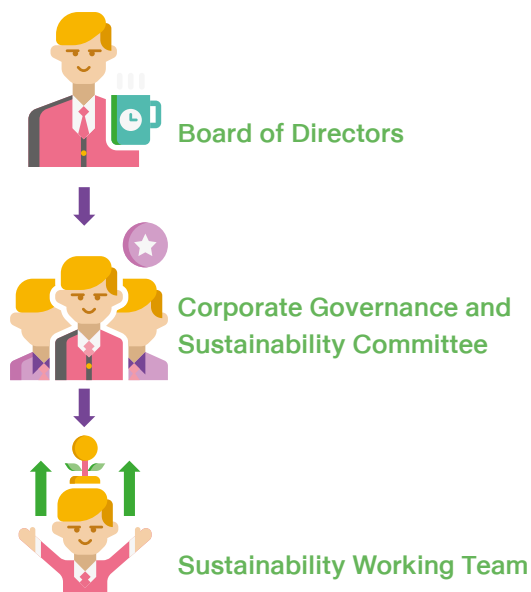 Board of Directors
Corporate Governance and
Sustainability Committee
Sustainability Working Team